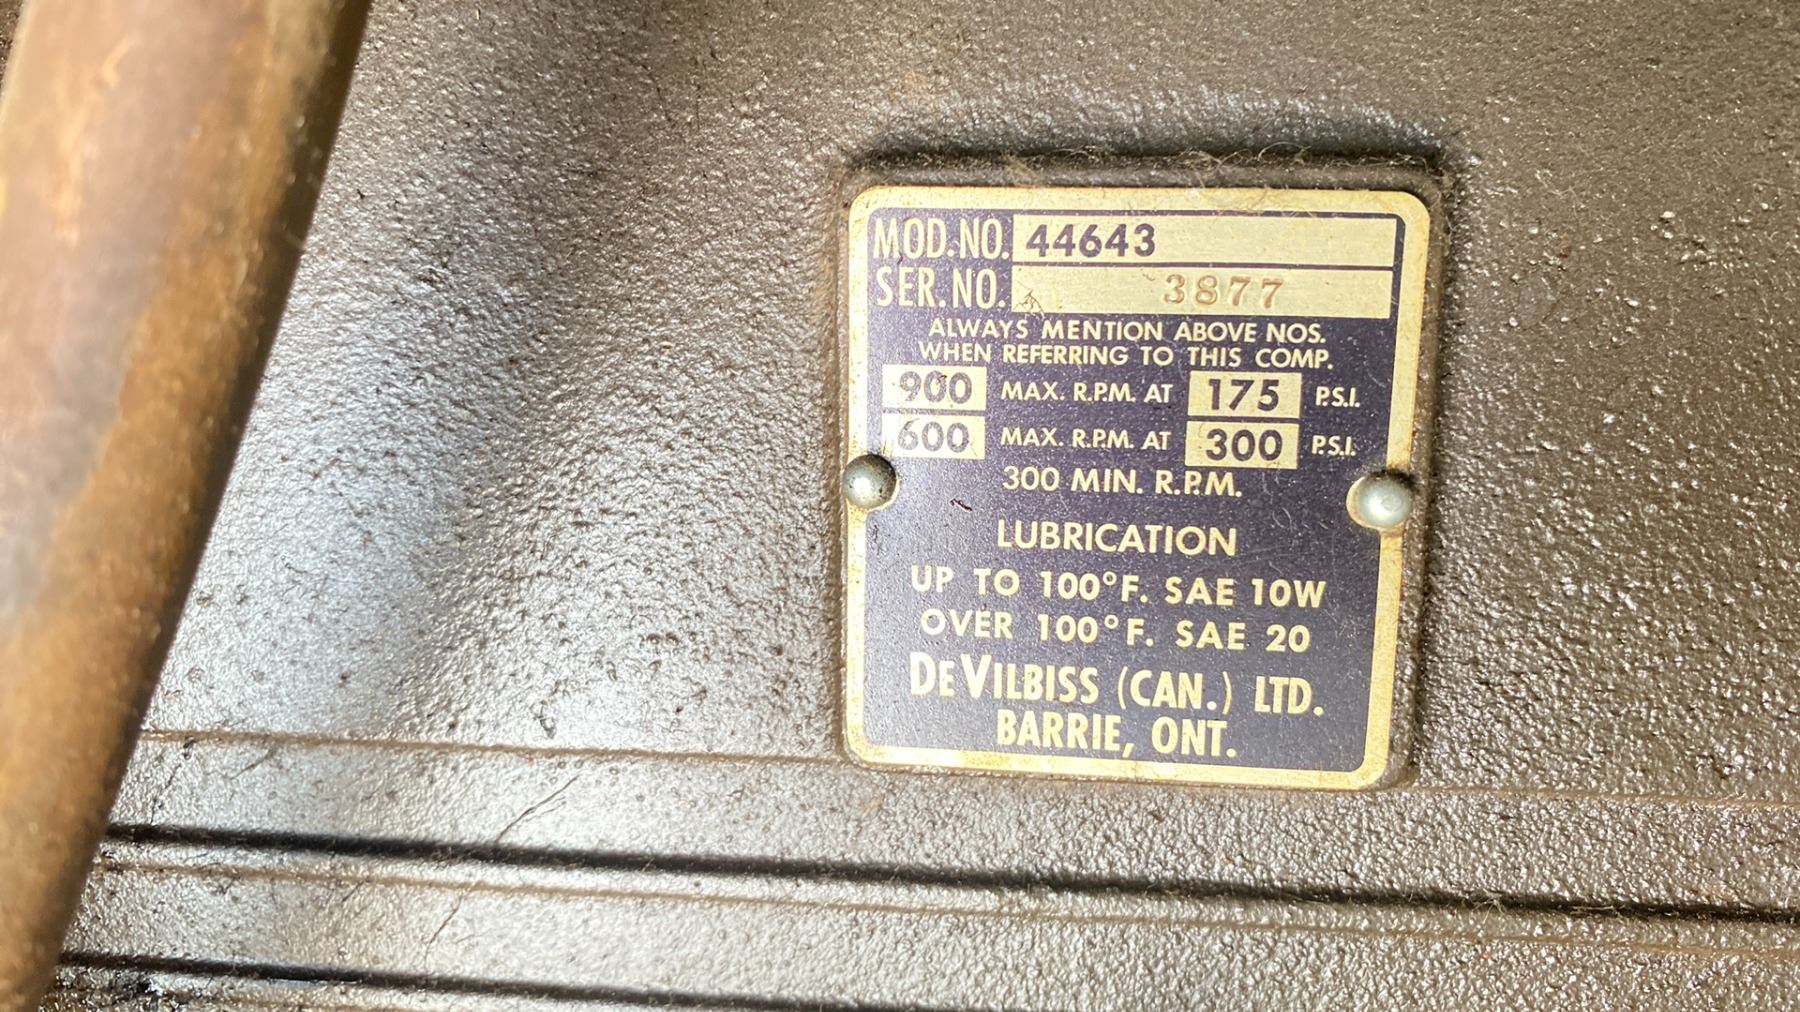 MOD. NO. 44643
SER. NO. 3877
ALWAYS MENTION ABOVE NOS.
WHEN REFERRING TO THIS COMP.
900 MAX. R.P.M. AT 175 P.S.I.
600 MAX. R.P.M. AT 300 P.S.I.
300 MIN. R.P.M.
LUBRICATION
UP TO 100°F. SAE 10W
OVER 100°F. SAE 20
DEVILBISS (CAN.) LTD.
BARRIE, ONT.